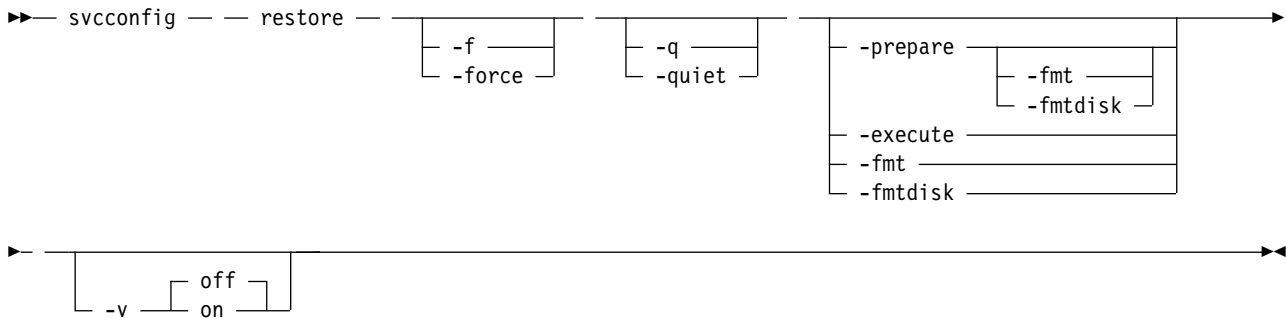 svcconfig restore
-f
-force
-q
-quiet
-prepare
-fmt
-fmtdisk
-execute
-fmt
-fmtdisk
off
-v on